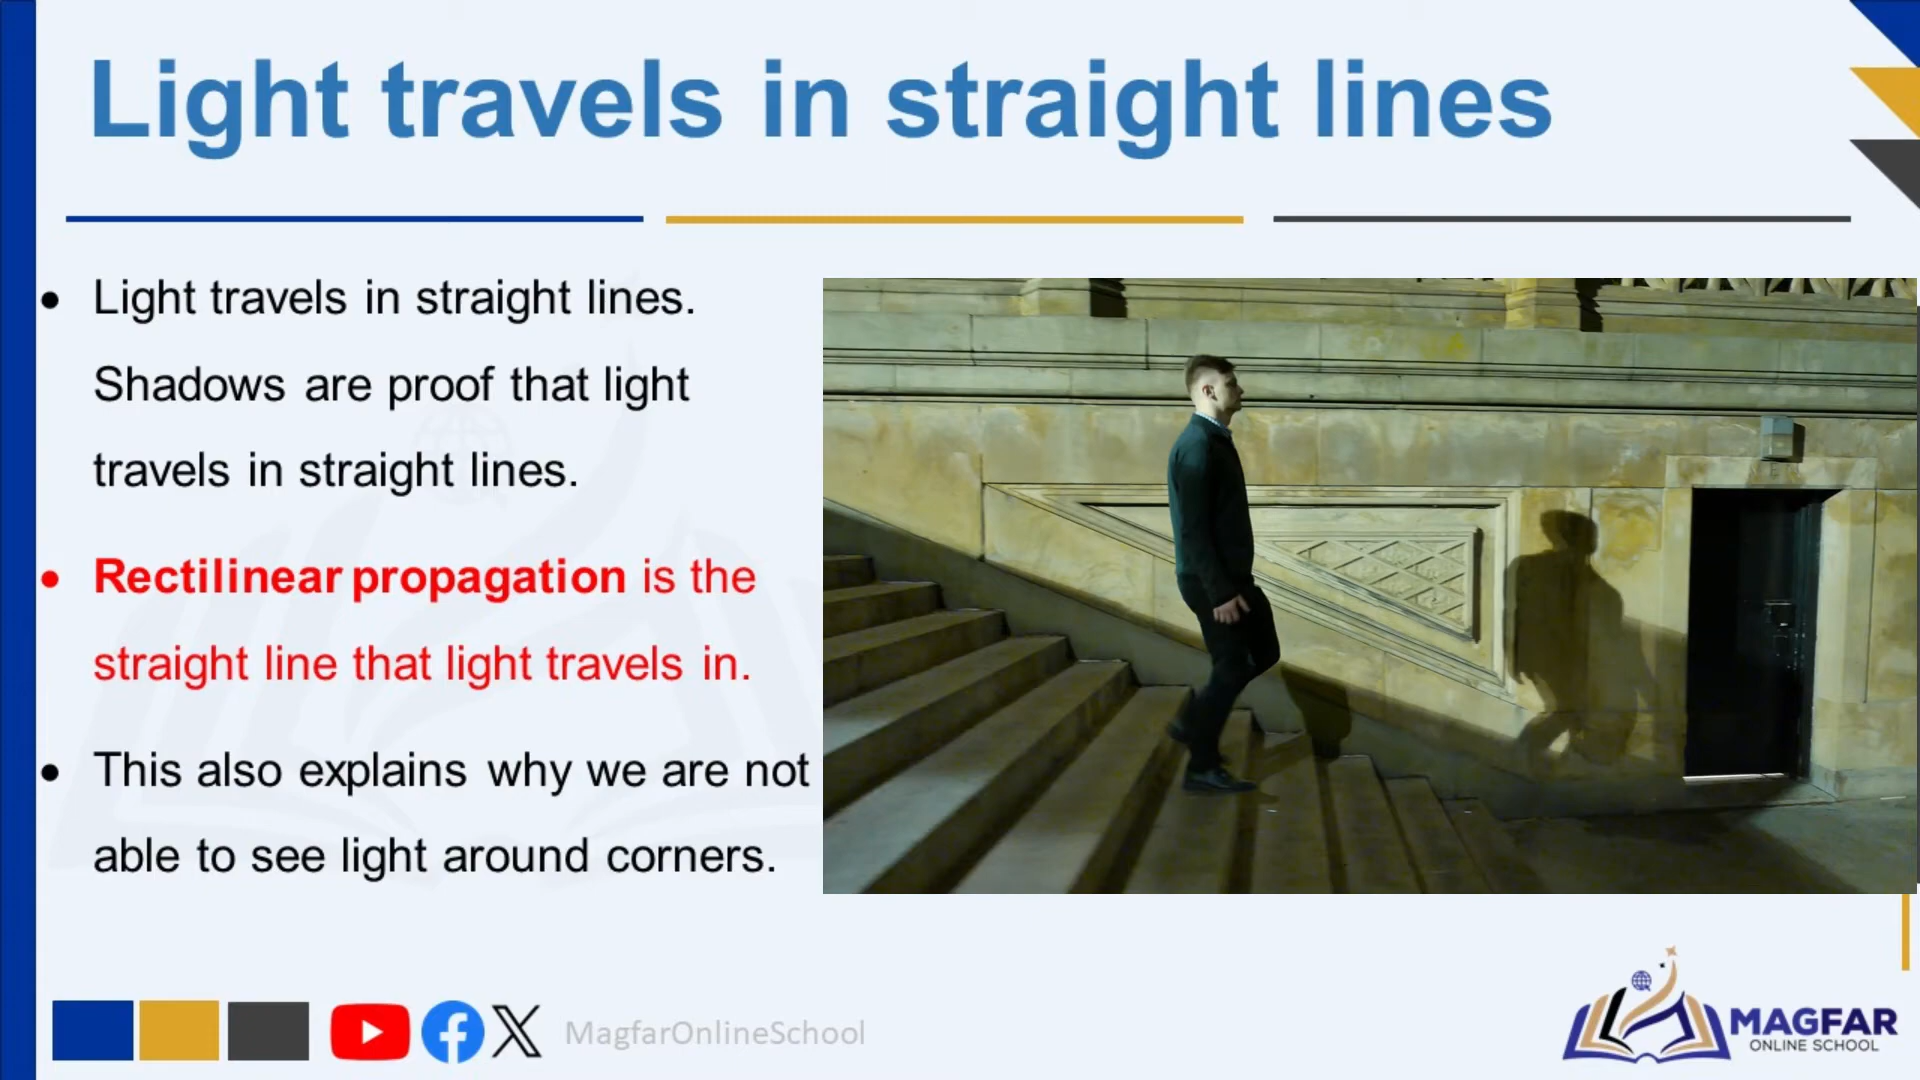 Light travels in straight lines
Light travels in straight lines.
Shadows are proof that light
travels in straight lines.
Rectilinear propagation is the
straight line that light travels in.
This also explains why we are not
able to see light around corners.
MagfarOnlineSchool
MAGFAR
ONLINE SCHOOL